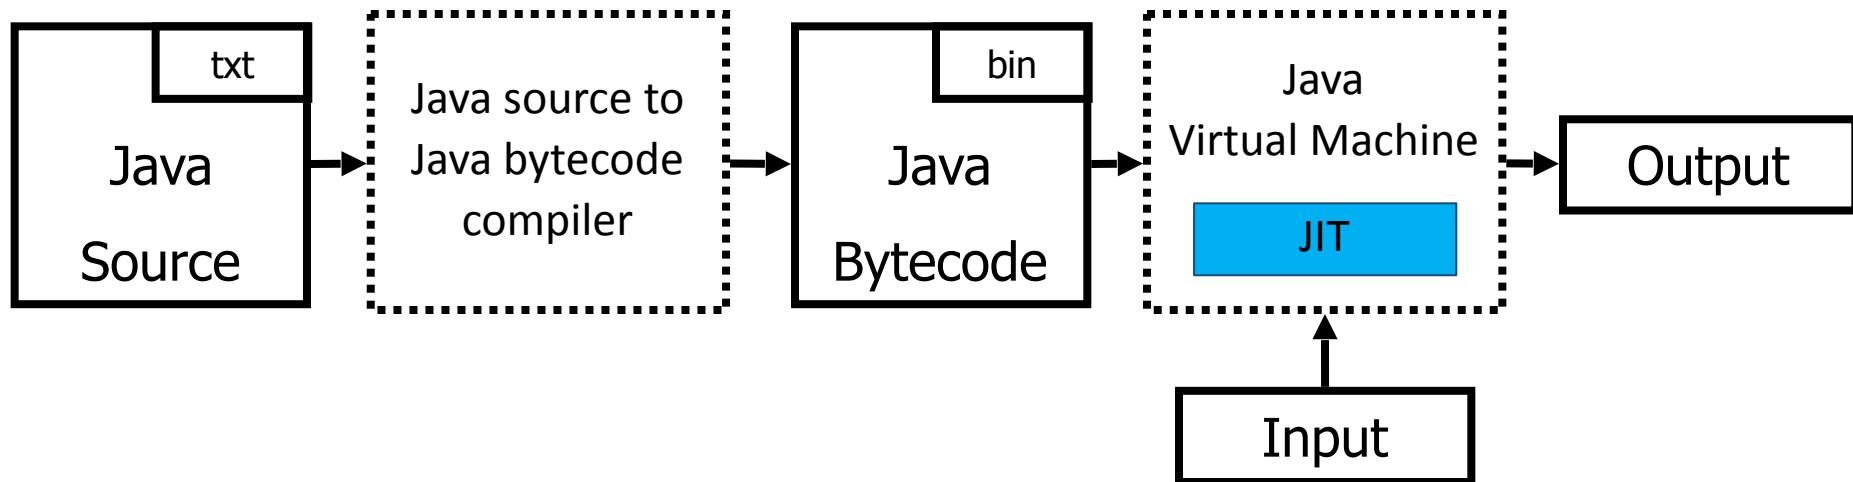 txt
Java
Source
Java source to
Java bytecode
compiler
bin
Java
Bytecode
Java
Virtual Machine
JIT
Output
Input